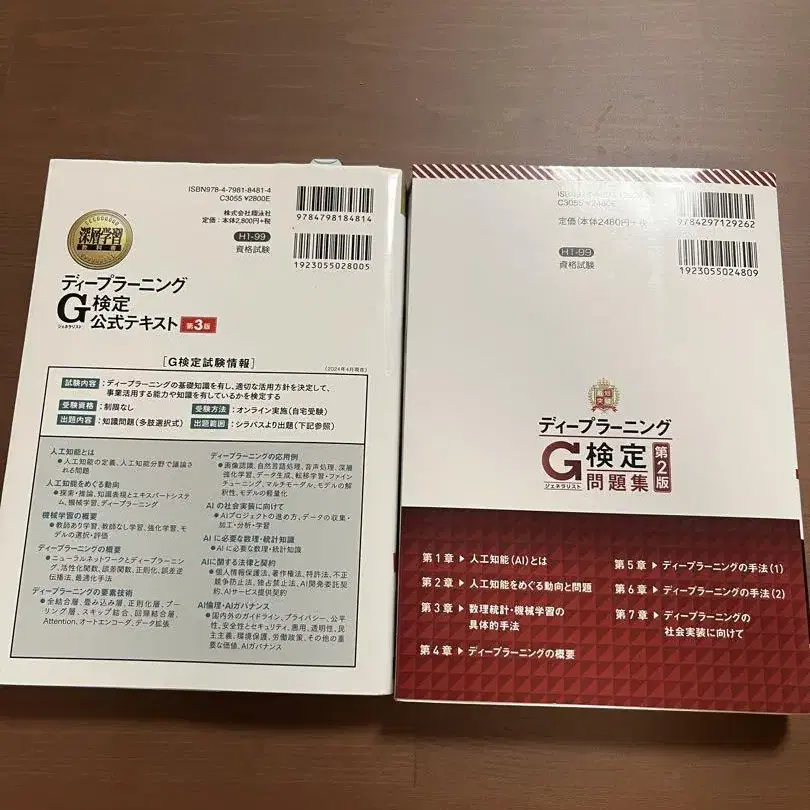 ISBN978-4-7981-8481-4
C3055 ¥2800E
株式会社翔泳社
定価：本体2,800円+税
H1-99
資格試験
9784798184814
1923055028005
深層学習
教科書
ディープラーニング
G検定
ジェネラリスト
公式テキスト 第3版
［G検定試験情報］
(2024年4月現在)
試験内容：ディープラーニングの基礎知識を有し、適切な活用方針を決定して、
事業活用する能力や知識を有しているかを検定する
受験資格：制限なし 受験方法：オンライン実施（自宅受験）
出題内容：知識問題（多肢選択式） 出題範囲：シラバスより出題（下記参照）
人工知能とは
●人工知能の定義、人工知能分野で議論さ
れる問題
人工知能をめぐる動向
●探索・推論、知識表現とエキスパートシステ
ム、機械学習、ディープラーニング
機械学習の概要
●教師あり学習、教師なし学習、強化学習、モ
デルの選択・評価
ディープラーニングの概要
●ニューラルネットワークとディープラーニン
グ、活性化関数、誤差関数、正則化、誤差逆
伝播法、最適化手法
ディープラーニングの要素技術
●全結合層、畳み込み層、正則化層、プー
リング層、スキップ結合、回帰結合層、
Attention、オートエンコーダ、データ拡張
ディープラーニングの応用例
●画像認識、自然言語処理、音声処理、深層
強化学習、データ生成、転移学習・ファイン
チューニング、マルチモーダル、モデルの解
釈性、モデルの軽量化
AIの社会実装に向けて
●AIプロジェクトの進め方、データの収集・
加工・分析・学習
AIに必要な数理・統計知識
●AIに必要な数理・統計知識
AIに関する法律と契約
●個人情報保護法、著作権法、特許法、不正
競争防止法、独占禁止法、AI開発委託契
約、AIサービス提供契約
AI倫理・AIガバナンス
●国内外のガイドライン、プライバシー、公平
性、安全性とセキュリティ、悪用、透明性、民
主主義、環境保護、労働政策、その他の重
要な価値、AIガバナンス
C3055 ¥2480E
定価（本体2480円+税）
H1-99
資格試験
9784297129262
1923055024809
最短
突破
ディープラーニング
G検定
ジェネラリスト
問題集 第2版
第1章 ▶ 人工知能（AI）とは
第2章 ▶ 人工知能をめぐる動向と問題
第3章 ▶ 数理統計・機械学習の
具体的手法
第4章 ▶ ディープラーニングの概要
第5章 ▶ ディープラーニングの手法（1）
第6章 ▶ ディープラーニングの手法（2）
第7章 ▶ ディープラーニングの
社会実装に向けて